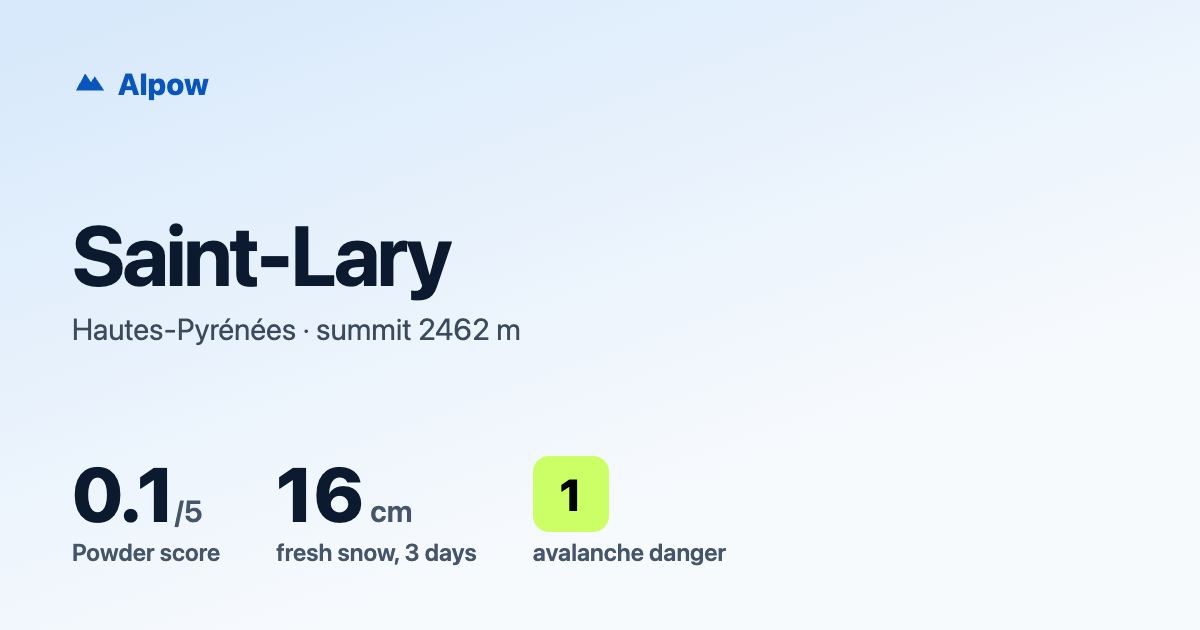 Alpow
Saint-Lary
Hautes-Pyrénées · summit 2462 m
0.1/5 16 cm 1
Powder score fresh snow, 3 days avalanche danger